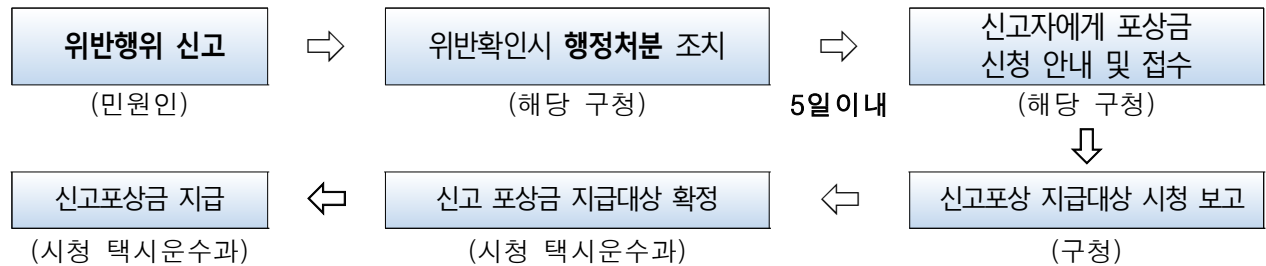 위반행위 신고
⇨
위반확인시 행정처분 조치
⇨
신고자에게 포상금
신청 안내 및 접수
(민원인)
(해당 구청)
5일이내
(해당 구청)
⇩
신고포상금 지급
⇦
신고 포상금 지급대상 확정
⇦
신고포상 지급대상 시청 보고
(시청 택시운수과)
(시청 택시운수과)
(구청)